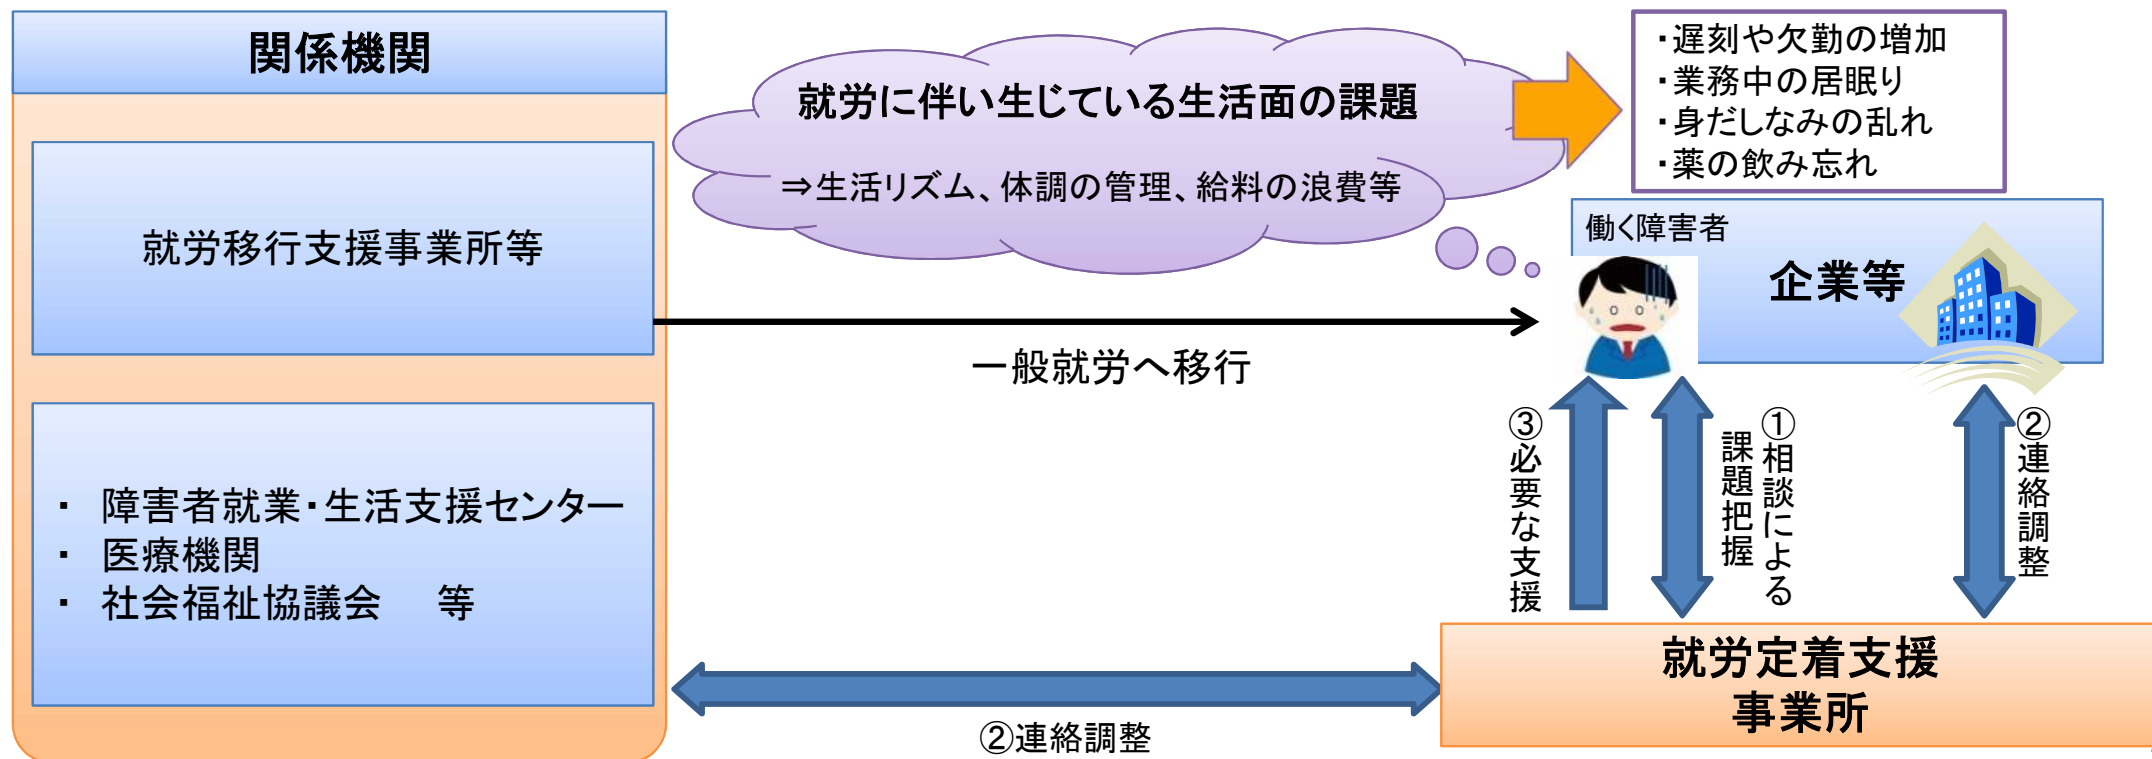 関係機関
就労移行支援事業所等
・ 障害者就業・生活支援センター
・ 医療機関
・ 社会福祉協議会 等
就労に伴い生じている生活面の課題
⇒生活リズム、体調の管理、給料の浪費等
・遅刻や欠勤の増加
・業務中の居眠り
・身だしなみの乱れ
・薬の飲み忘れ
働く障害者
企業等
一般就労へ移行
③必要な支援
①相談による
課題把握
②連絡調整
就労定着支援
事業所
②連絡調整